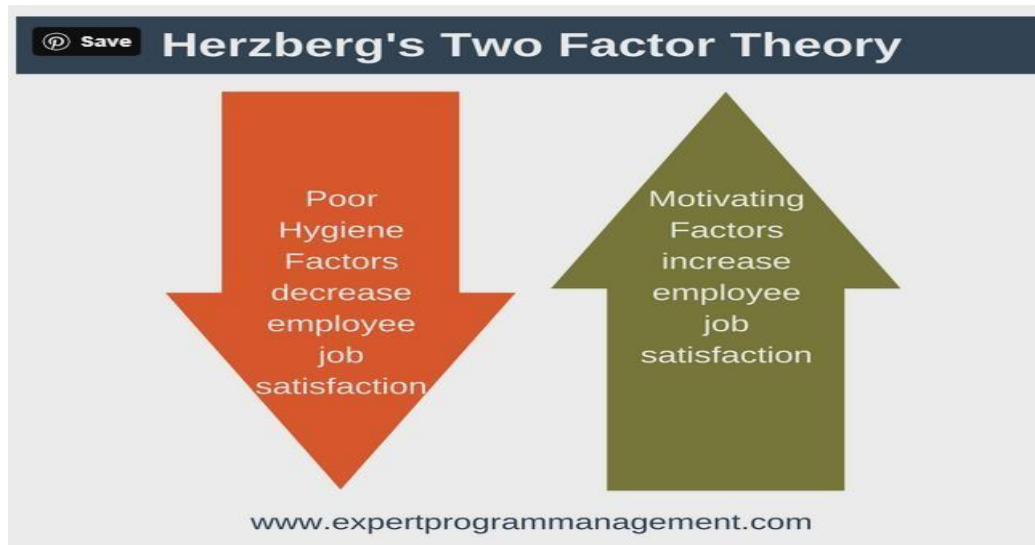 Save
Herzberg's Two Factor Theory
Poor
Hygiene
Factors
decrease
employee
job
satisfaction
Motivating
Factors
increase
employee
job
satisfaction
www.expertprogrammanagement.com